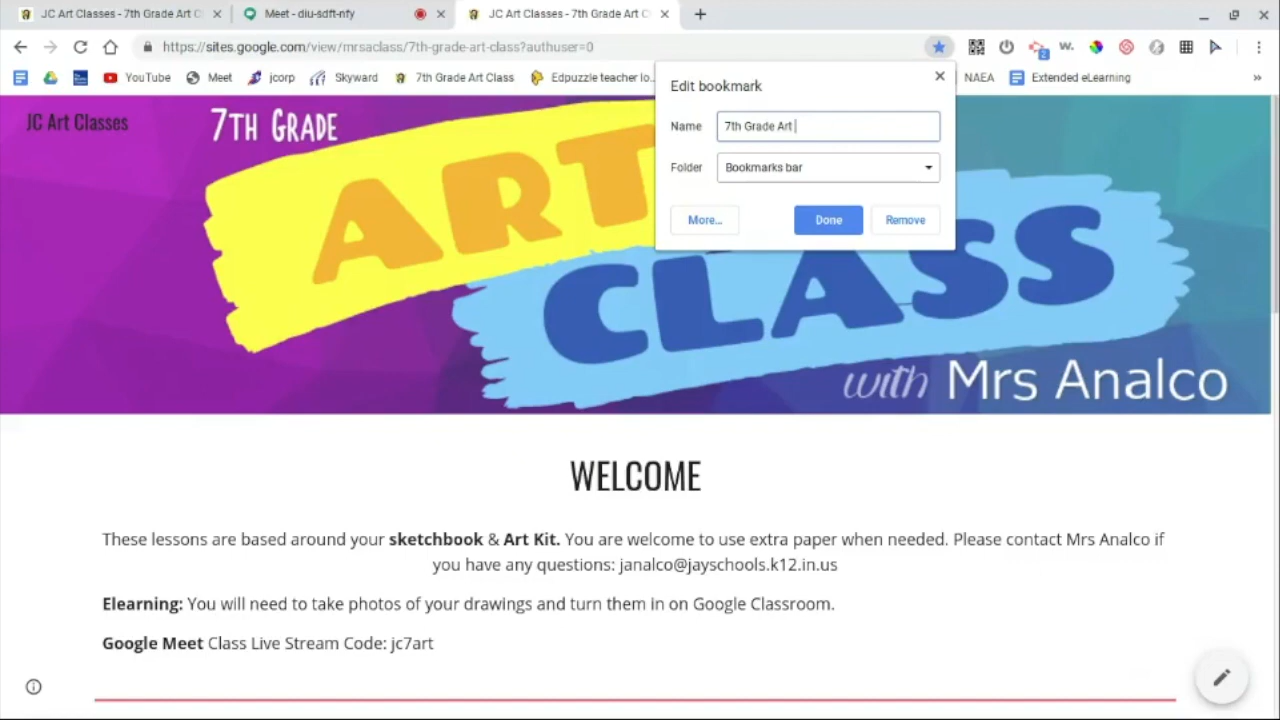 JC Art Classes - 7th Grade Art C
Meet - diu-sdft-nfy
JC Art Classes - 7th Grade Art C
https://sites.google.com/view/mrsaclass/7th-grade-art-class?authuser=0
2
w.
YouTube
Meet
jcorp
Skyward
7th Grade Art Class
Edpuzzle teacher lo...
NAEA
Extended eLearning
»
Edit bookmark
Name
7th Grade Art
Folder
Bookmarks bar
More...
Done
Remove
JC Art Classes
7TH GRADE
ART
CLASS
with Mrs Analco
WELCOME
These lessons are based around your sketchbook & Art Kit. You are welcome to use extra paper when needed. Please contact Mrs Analco if
you have any questions: janalco@jayschools.k12.in.us
Elearning: You will need to take photos of your drawings and turn them in on Google Classroom.
Google Meet Class Live Stream Code: jc7art